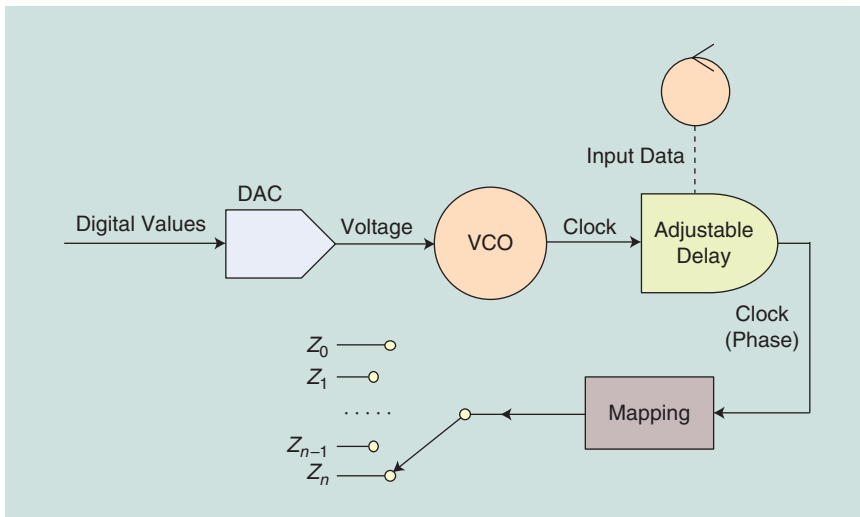 Input Data
DAC
Digital Values
Voltage
VCO
Clock
Adjustable
Delay
Clock
(Phase)
Z0
Z1
.....
Zn−1
Zn
Mapping